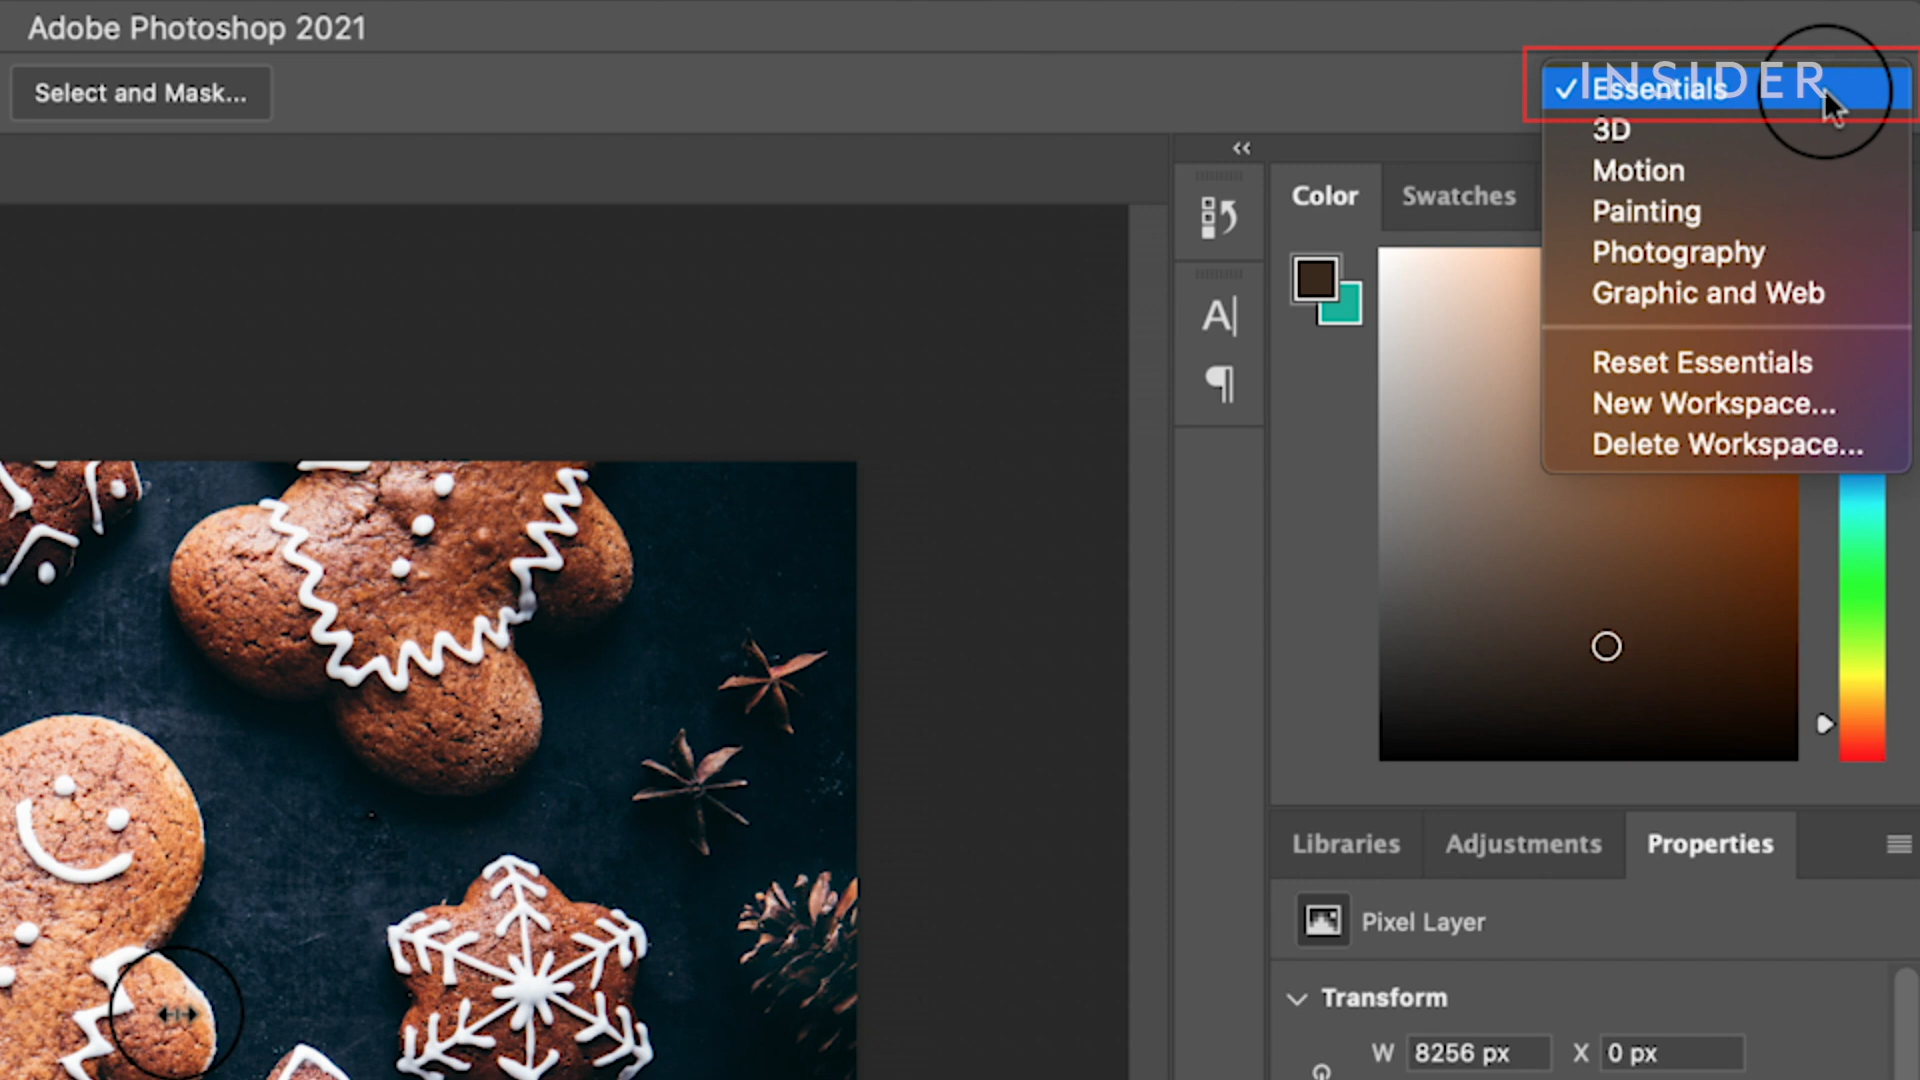 Adobe Photoshop 2021
Select and Mask...
INSIDER
✓ Essentials
3D
Motion
Painting
Photography
Graphic and Web
Reset Essentials
New Workspace...
Delete Workspace...
Color
Swatches
A|
¶
Libraries
Adjustments
Properties
Pixel Layer
Transform
W 8256 px X 0 px